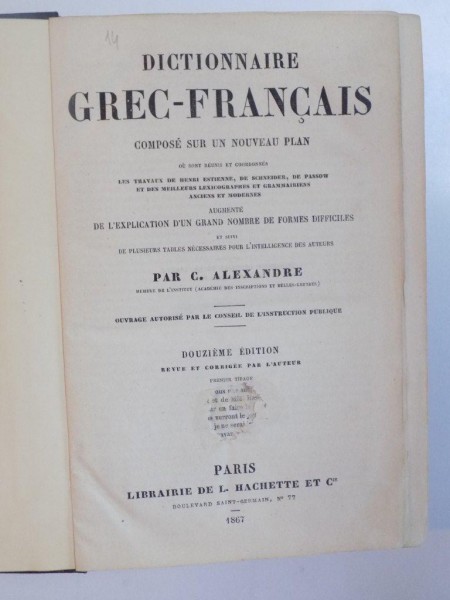 14
DICTIONNAIRE
GREC-FRANÇAIS
COMPOSÉ SUR UN NOUVEAU PLAN
OÙ SONT RÉUNIS ET COORDONNÉS
LES TRAVAUX DE HENRI ESTIENNE, DE SCHNEIDER, DE PASSOW
ET DES MEILLEURS LEXICOGRAPHES ET GRAMMAIRIENS
ANCIENS ET MODERNES
AUGMENTÉ
DE L'EXPLICATION D'UN GRAND NOMBRE DE FORMES DIFFICILES
ET SUIVI
DE PLUSIEURS TABLES NÉCESSAIRES POUR L'INTELLIGENCE DES AUTEURS
PAR C. ALEXANDRE
MEMBRE DE L'INSTITUT (ACADÉMIE DES INSCRIPTIONS ET BELLES-LETTRES)
OUVRAGE AUTORISÉ PAR LE CONSEIL DE L'INSTRUCTION PUBLIQUE
DOUZIÈME ÉDITION
REVUE ET CORRIGÉE PAR L'AUTEUR
PREMIER TIRAGE
PARIS
LIBRAIRIE DE L. HACHETTE ET Cie
BOULEVARD SAINT-GERMAIN, Nº 77
1867